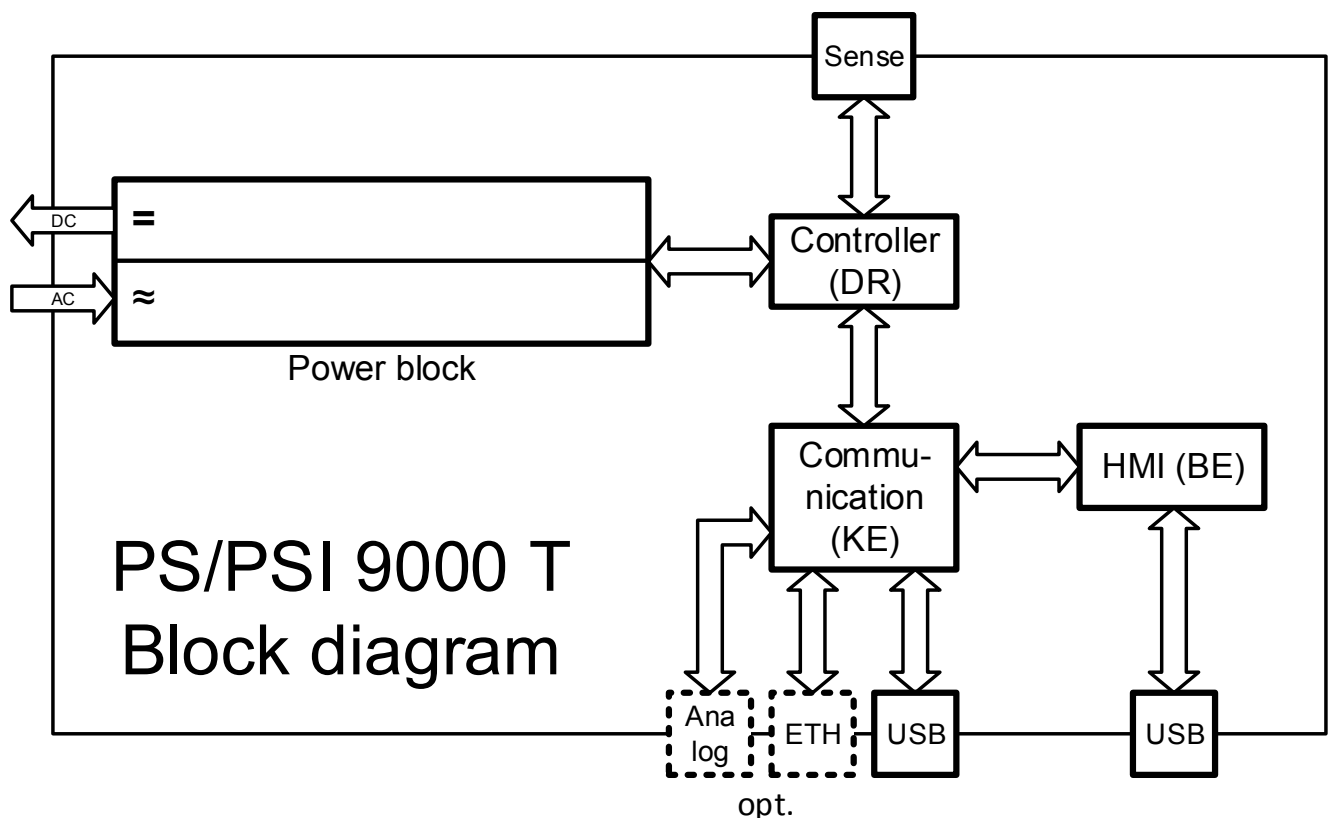 Sense
DC
=
Controller
(DR)
AC
≈
Power block
Commu-
nication
(KE)
HMI (BE)
PS/PSI 9000 T
Block diagram
Ana
log
ETH
USB
USB
opt.